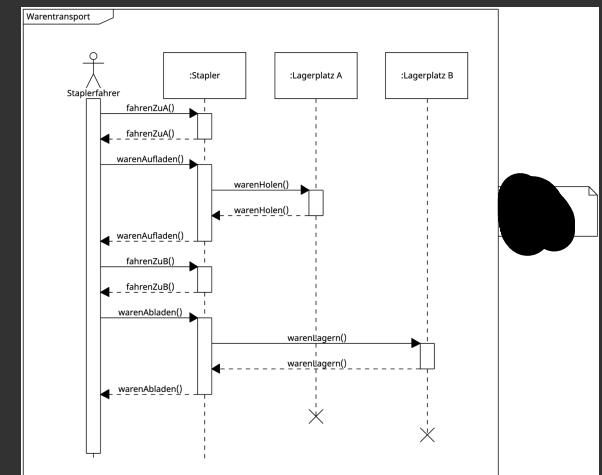 Warentransport
:Stapler
:Lagerplatz A
:Lagerplatz B
Staplerfahrer
fahrenZuA()
fahrenZuA()
warenAufladen()
warenHolen()
warenHolen()
warenAufladen()
fahrenZuB()
fahrenZuB()
warenAbladen()
warenLagern()
warenLagern()
warenAbladen()